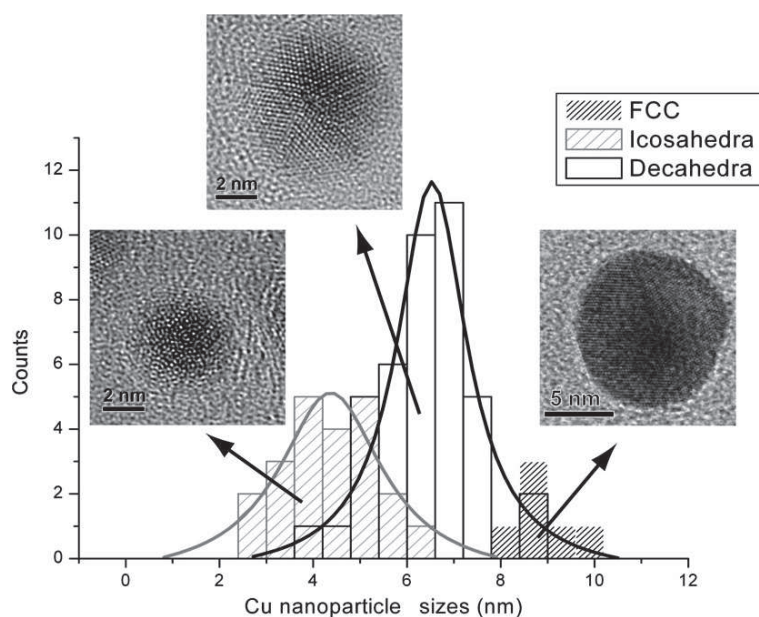 2 nm
FCC
Icosahedra
Decahedra
2 nm
5 nm
12
10
8
6
4
2
0
Counts
0 2 4 6 8 10 12
Cu nanoparticle sizes (nm)